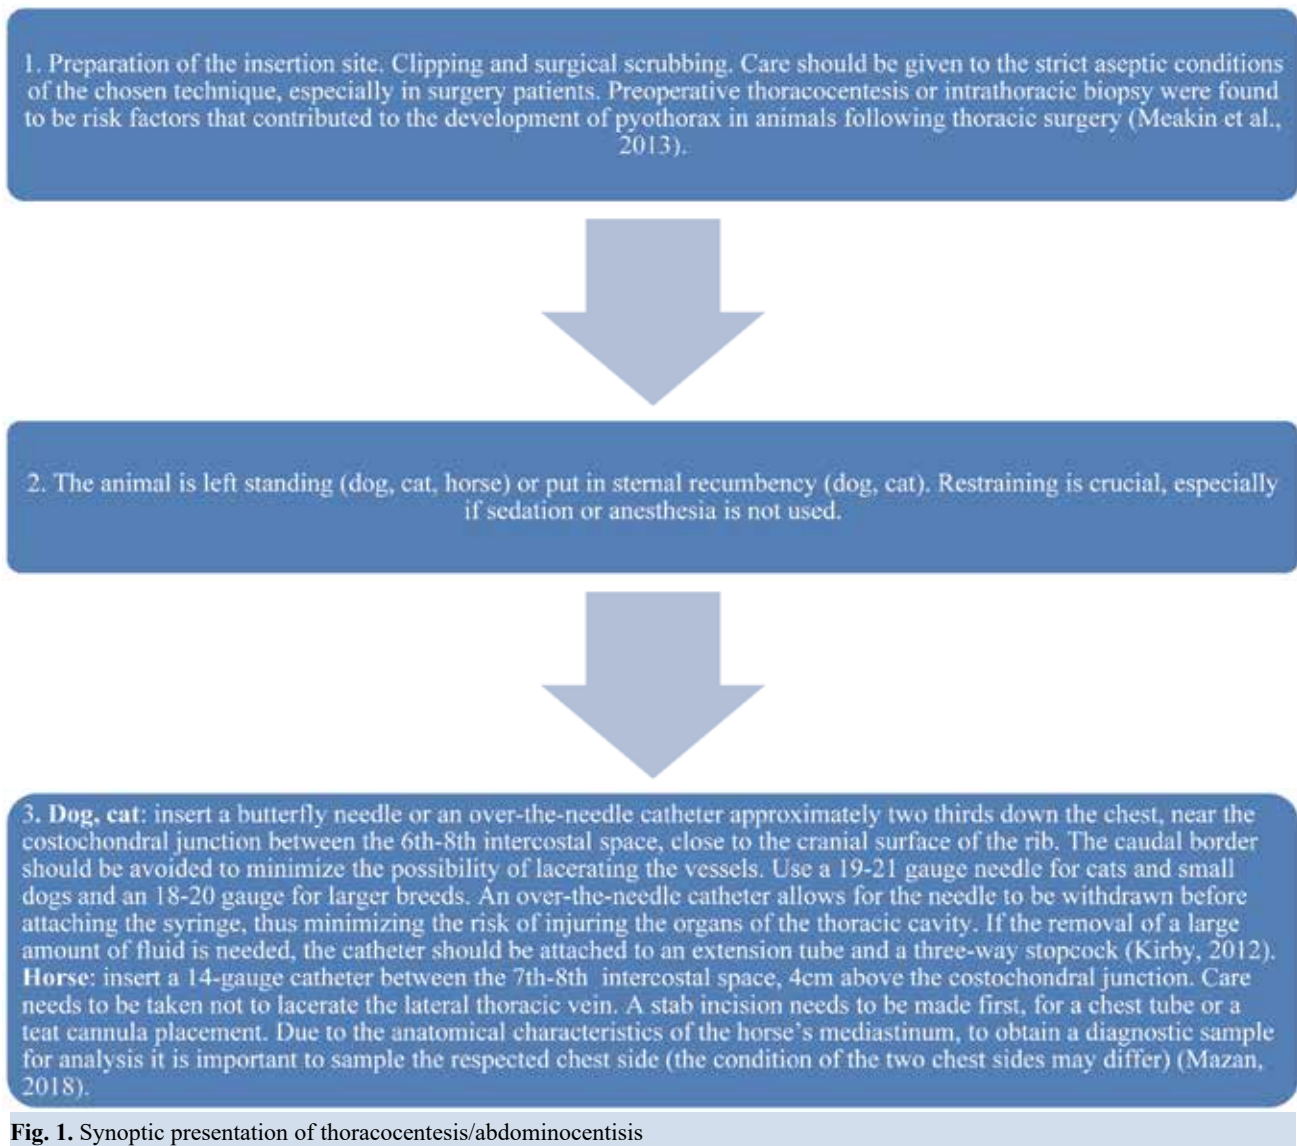 1. Preparation of the insertion site. Clipping and surgical scrubbing. Care should be given to the strict aseptic conditions
of the chosen technique, especially in surgery patients. Preoperative thoracocentesis or intrathoracic biopsy were found
to be risk factors that contributed to the development of pyothorax in animals following thoracic surgery (Meakin et al.,
2013).
2. The animal is left standing (dog, cat, horse) or put in sternal recumbency (dog, cat). Restraining is crucial, especially
if sedation or anesthesia is not used.
3. Dog, cat: insert a butterfly needle or an over-the-needle catheter approximately two thirds down the chest, near the
costochondral junction between the 6th-8th intercostal space, close to the cranial surface of the rib. The caudal border
should be avoided to minimize the possibility of lacerating the vessels. Use a 19-21 gauge needle for cats and small
dogs and an 18-20 gauge for larger breeds. An over-the-needle catheter allows for the needle to be withdrawn before
attaching the syringe, thus minimizing the risk of injuring the organs of the thoracic cavity. If the removal of a large
amount of fluid is needed, the catheter should be attached to an extension tube and a three-way stopcock (Kirby, 2012).
Horse: insert a 14-gauge catheter between the 7th-8th intercostal space, 4cm above the costochondral junction. Care
needs to be taken not to lacerate the lateral thoracic vein. A stab incision needs to be made first, for a chest tube or a
teat cannula placement. Due to the anatomical characteristics of the horse's mediastinum, to obtain a diagnostic sample
for analysis it is important to sample the respected chest side (the condition of the two chest sides may differ) (Mazan,
2018).
Fig. 1. Synoptic presentation of thoracocentesis/abdominocentisis